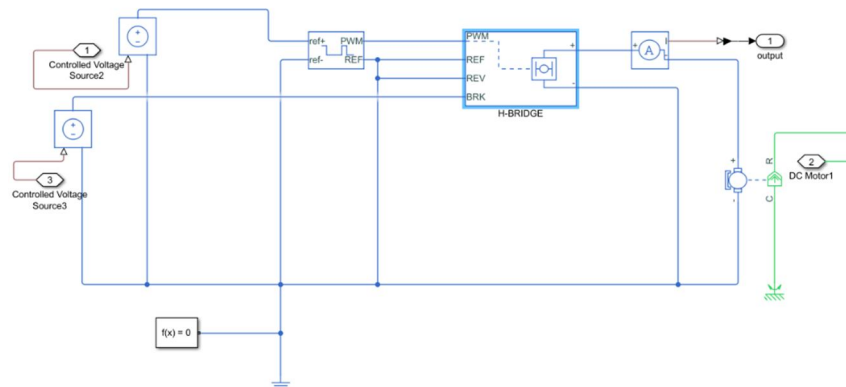 1
Controlled Voltage
Source2
ref+
PWM
ref-
REF
PWM
REF
REV
BRK
H-BRIDGE
+
-
+
A
I
1
output
3
Controlled Voltage
Source3
+
-
R
C
2
DC Motor1
f(x) = 0